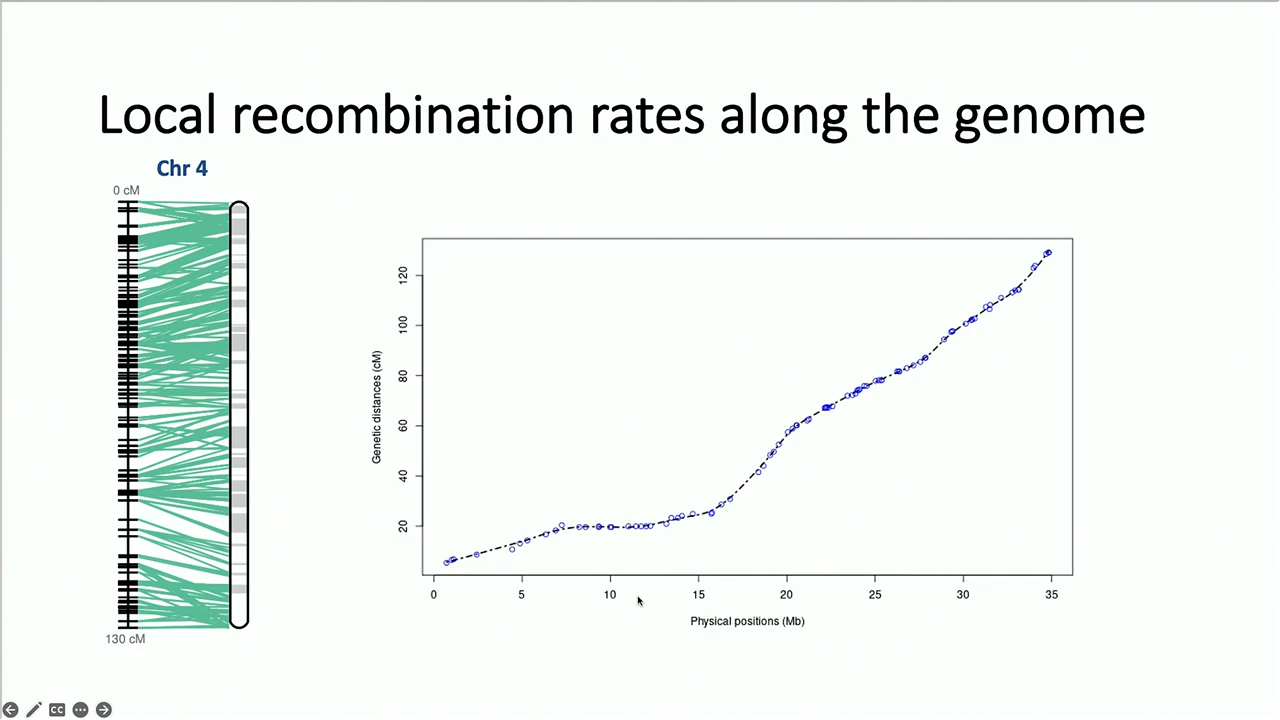 Local recombination rates along the genome
Chr 4
0 cM
130 cM
Genetic distances (cM)
120
100
80
60
40
20
0 5 10 15 20 25 30 35
Physical positions (Mb)
CC